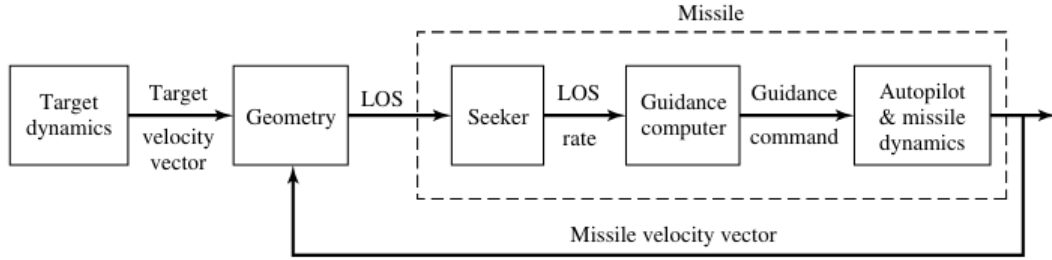 Missile
Target
dynamics
Target
velocity
vector
Geometry
LOS
Seeker
LOS
rate
Guidance
computer
Guidance
command
Autopilot
& missile
dynamics
Missile velocity vector